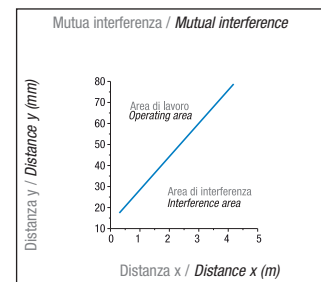 Mutua interferenza / Mutual interference
Distanza y / Distance y (mm)
80
70
60
50
40
30
20
10
Area di lavoro
Operating area
Area di interferenza
Interference area
0 1 2 3 4 5
Distanza x / Distance x (m)